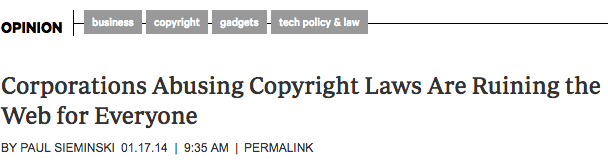 OPINION business copyright gadgets tech policy & law
Corporations Abusing Copyright Laws Are Ruining the
Web for Everyone
BY PAUL SIEMINSKI 01.17.14 | 9:35 AM | PERMALINK